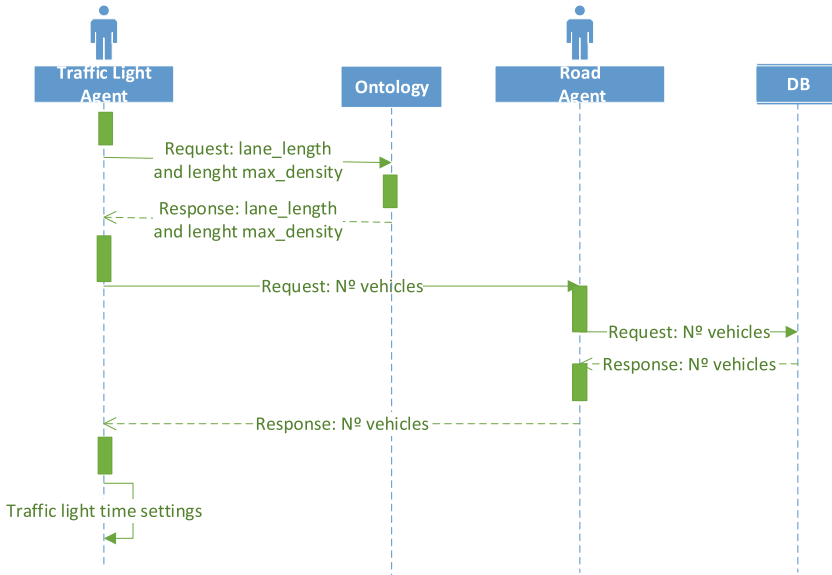 Traffic Light
Agent
Ontology
Road
Agent
DB
Request: lane_length
and lenght max_density
Response: lane_length
and lenght max_density
Request: Nº vehicles
Request: Nº vehicles
Response: Nº vehicles
Response: Nº vehicles
Traffic light time settings